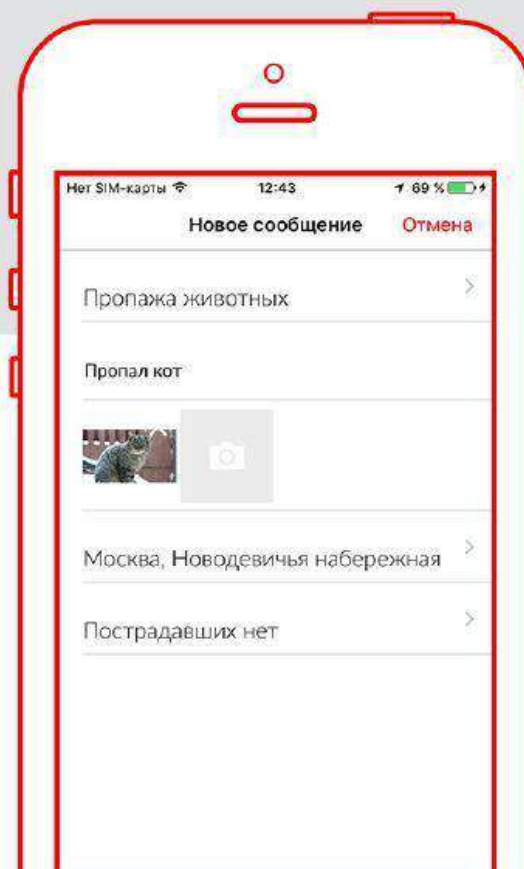 Нет SIM-карты 12:43 69 %
Новое сообщение Отмена
Пропажа животных
Пропал кот
Москва, Новодевичья набережная
Пострадавших нет